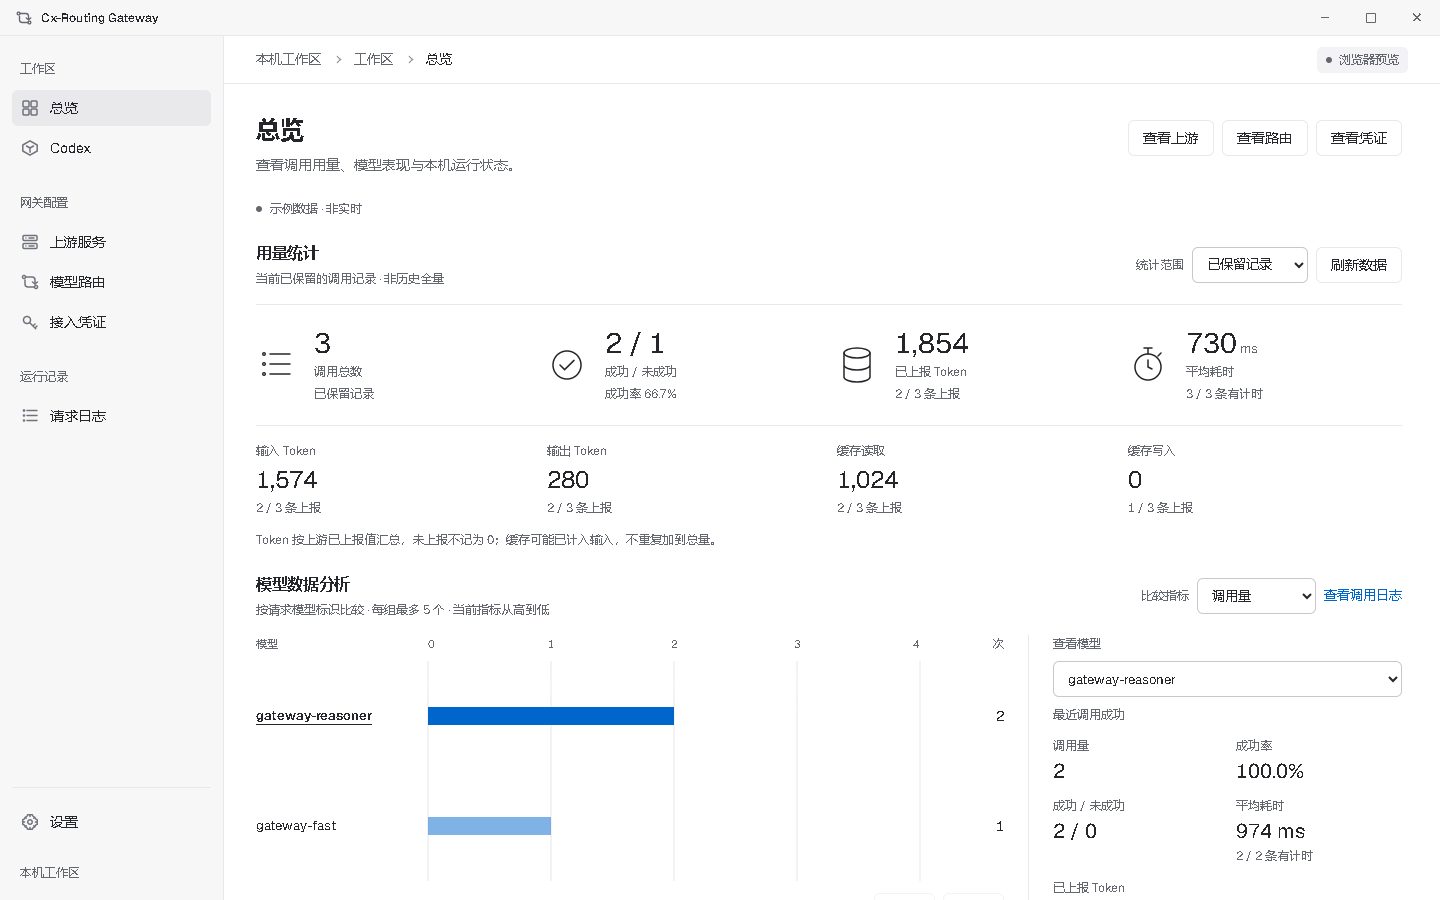 Cx-Routing Gateway
工作区
总览
Codex
网关配置
上游服务
模型路由
接入凭证
运行记录
请求日志
设置
本机工作区
本机工作区 > 工作区 > 总览
浏览器预览
总览
查看调用用量、模型表现与本机运行状态。
查看上游
查看路由
查看凭证
示例数据 · 非实时
用量统计
当前已保留的调用记录 · 非历史全量
统计范围
已保留记录
刷新数据
3
调用总数
已保留记录
2 / 1
成功 / 未成功
成功率 66.7%
1,854
已上报 Token
2 / 3 条上报
730 ms
平均耗时
3 / 3 条有计时
输入 Token
1,574
2 / 3 条上报
输出 Token
280
2 / 3 条上报
缓存读取
1,024
2 / 3 条上报
缓存写入
0
1 / 3 条上报
Token 按上游已上报值汇总，未上报不记为 0；缓存可能已计入输入，不重复加到总量。
模型数据分析
按请求模型标识比较 · 每组最多 5 个 · 当前指标从高到低
比较指标
调用量
查看调用日志
模型 0 1 2 3 4 次
gateway-reasoner 2
gateway-fast 1
查看模型
gateway-reasoner
最近调用成功
调用量
2
成功率
100.0%
成功 / 未成功
2 / 0
平均耗时
974 ms
2 / 2 条有计时
已上报 Token